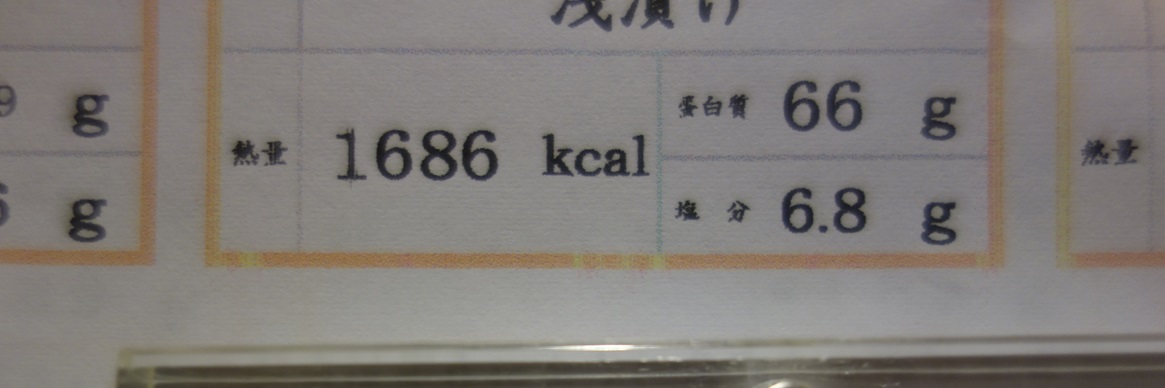 浅漬け
9 g
g
熱量 1686 kcal
蛋白質 66 g
塩分 6.8 g
熱量